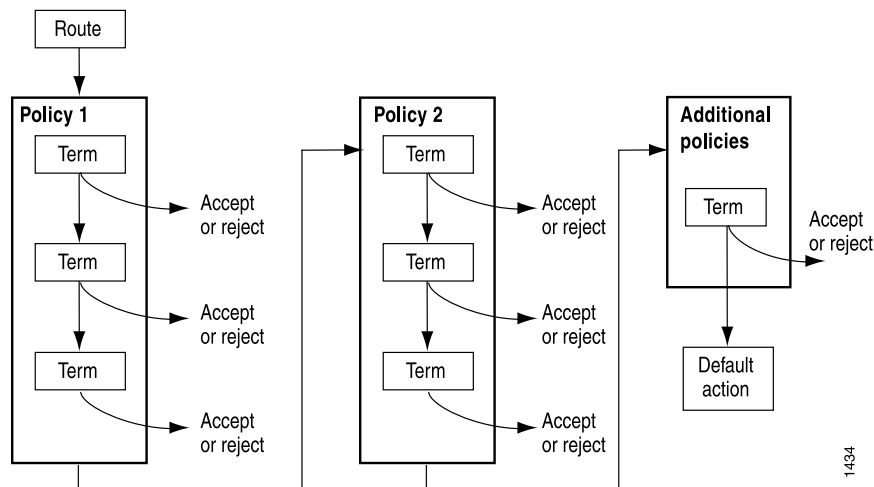 Route
Policy 1
Term
Accept
or reject
Term
Accept
or reject
Term
Accept
or reject
Policy 2
Term
Accept
or reject
Term
Accept
or reject
Term
Accept
or reject
Additional
policies
Term
Accept
or reject
Default
action
1434